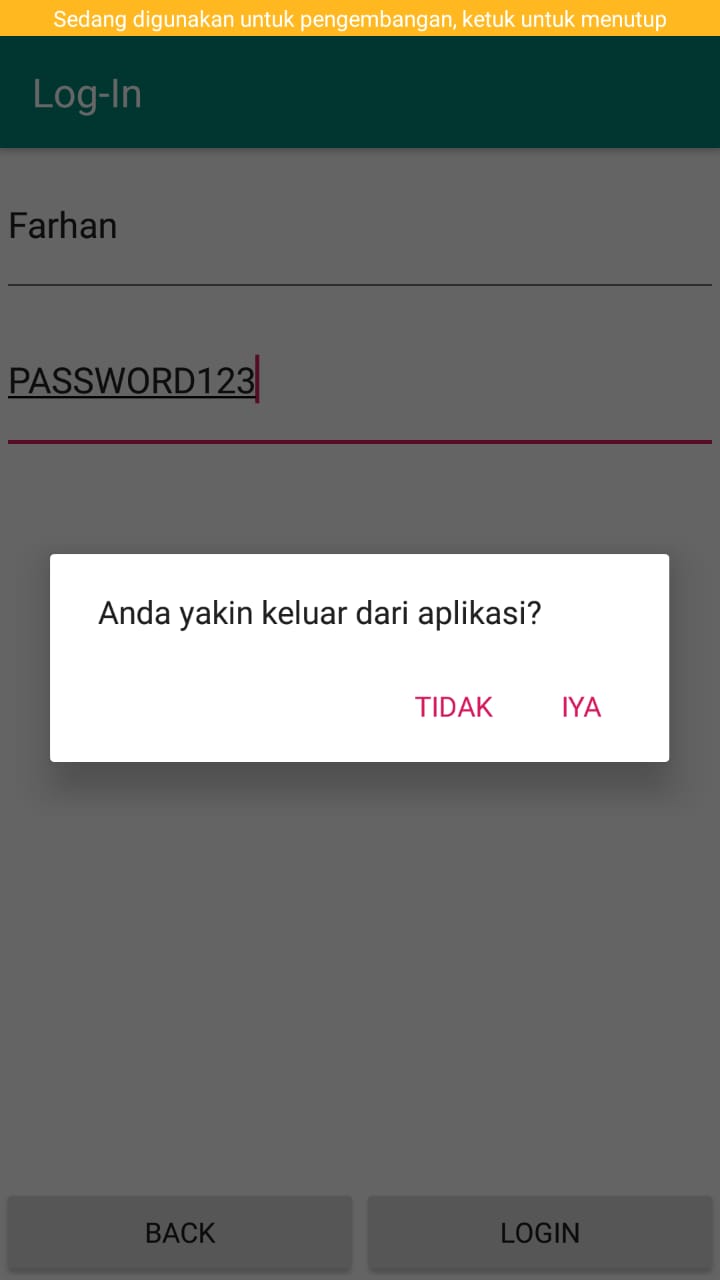 Sedang digunakan untuk pengembangan, ketuk untuk menutup
Log-In
Farhan
PASSWORD123
Anda yakin keluar dari aplikasi?
TIDAK IYA
BACK LOGIN